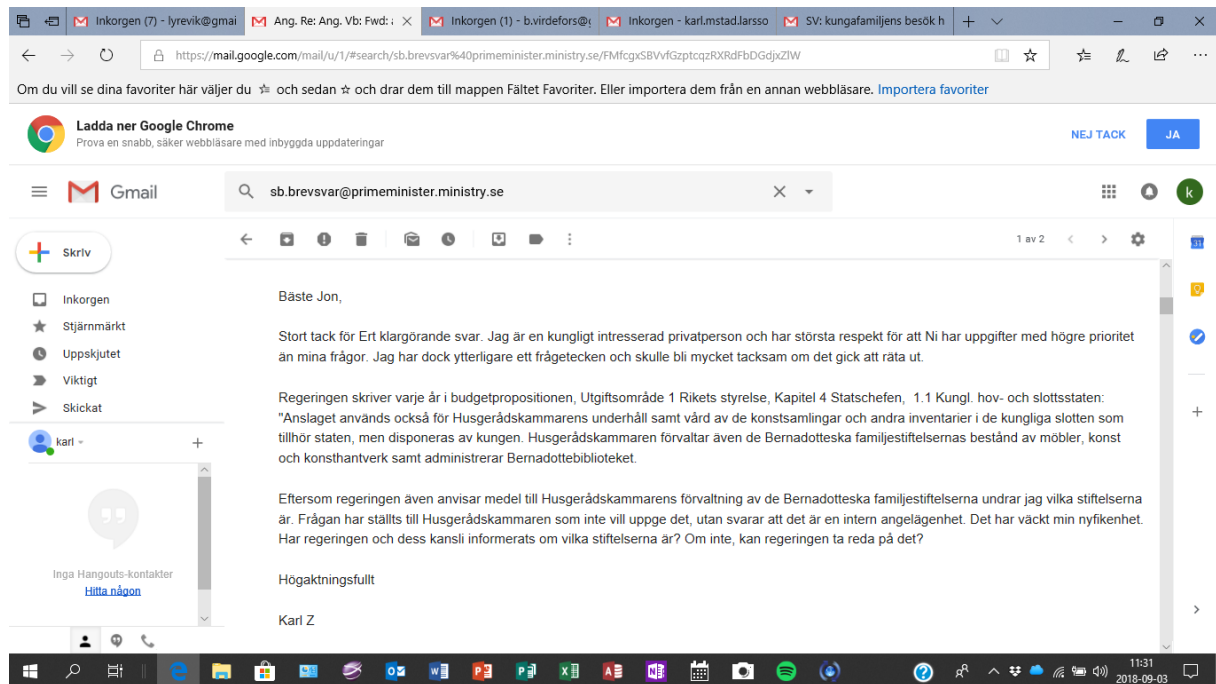 Inkorgen (7) - lyrevik@gmai
Ang. Re: Ang. Vb: Fwd:
Inkorgen (1) - b.virdefors@g
Inkorgen - karl.mstad.larsso
SV: kungafamiljens besök h
https://mail.google.com/mail/u/1/#search/sb.brevsvar%40primeminister.ministry.se/FMfcgxSBVvfGzptcqzRXRdFbDGdjxZlW
Om du vill se dina favoriter här väljer du och sedan och drar dem till mappen Fältet Favoriter. Eller importera dem från en annan webbläsare. Importera favoriter
Ladda ner Google Chrome
Prova en snabb, säker webbläsare med inbyggda uppdateringar
NEJ TACK
JA
Gmail
sb.brevsvar@primeminister.ministry.se
k
Skriv
1 av 2
31
Inkorgen
Stjärnmärkt
Uppskjutet
Viktigt
Skickat
karl
Inga Hangouts-kontakter
Hitta någon
Bäste Jon,
Stort tack för Ert klargörande svar. Jag är en kungligt intresserad privatperson och har största respekt för att Ni har uppgifter med högre prioritet
än mina frågor. Jag har dock ytterligare ett frågetecken och skulle bli mycket tacksam om det gick att räta ut.
Regeringen skriver varje år i budgetpropositionen, Utgiftsområde 1 Rikets styrelse, Kapitel 4 Statschefen, 1.1 Kungl. hov- och slottsstaten:
"Anslaget används också för Husgerådskammarens underhåll samt vård av de konstsamlingar och andra inventarier i de kungliga slotten som
tillhör staten, men disponeras av kungen. Husgerådskammaren förvaltar även de Bernadotteska familjestiftelsernas bestånd av möbler, konst
och konsthantverk samt administrerar Bernadottebiblioteket.
Eftersom regeringen även anvisar medel till Husgerådskammarens förvaltning av de Bernadotteska familjestiftelserna undrar jag vilka stiftelserna
är. Frågan har ställts till Husgerådskammaren som inte vill uppge det, utan svarar att det är en intern angelägenhet. Det har väckt min nyfikenhet.
Har regeringen och dess kansli informerats om vilka stiftelserna är? Om inte, kan regeringen ta reda på det?
Högaktningsfullt
Karl Z
11:31
2018-09-03